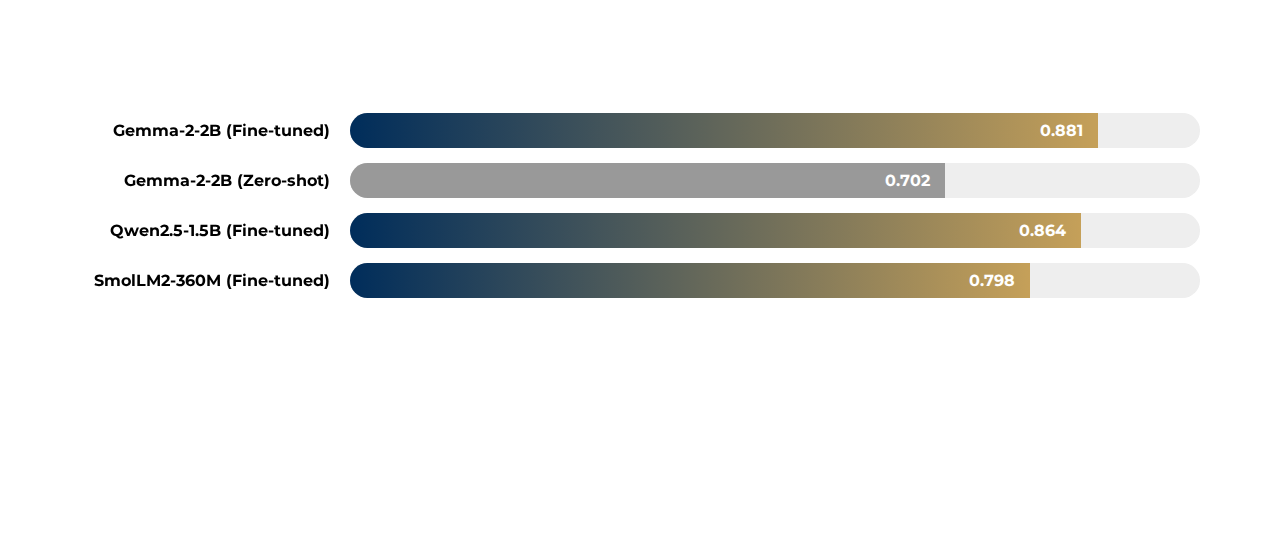 Gemma-2-2B (Fine-tuned) 0.881
Gemma-2-2B (Zero-shot) 0.702
Qwen2.5-1.5B (Fine-tuned) 0.864
SmolLM2-360M (Fine-tuned) 0.798